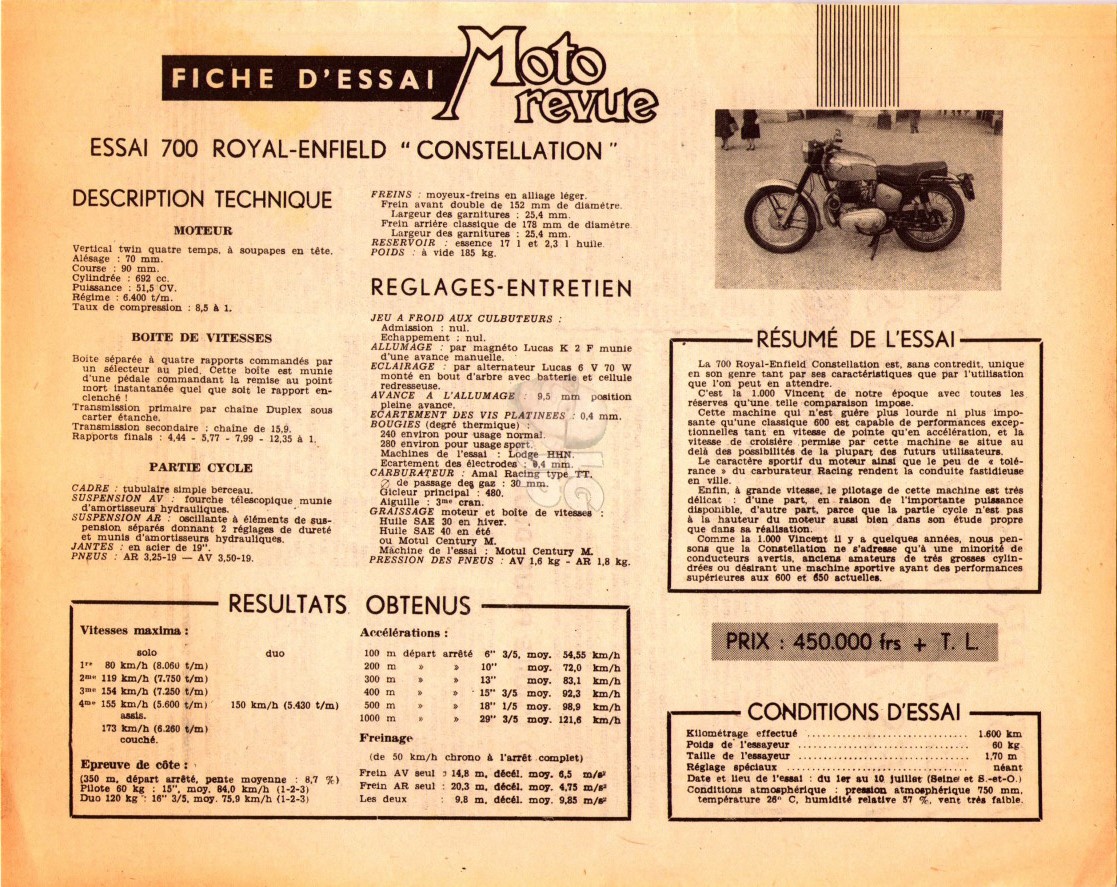 FICHE D'ESSAI
Moto
revue
ESSAI 700 ROYAL-ENFIELD “ CONSTELLATION ”
DESCRIPTION TECHNIQUE
MOTEUR
Vertical twin quatre temps, à soupapes en tête.
Alésage : 70 mm.
Course : 90 mm.
Cylindrée : 692 cc.
Puissance : 51,5 CV.
Régime : 6.400 t/m.
Taux de compression : 8,5 à 1.
BOITE DE VITESSES
Boite séparée à quatre rapports commandés par
un sélecteur au pied. Cette boîte est munie
d'une pédale commandant la remise au point
mort instantanée quel que soit le rapport en-
clenché !
Transmission primaire par chaîne Duplex sous
carter étanche.
Transmission secondaire : chaîne de 15,9.
Rapports finals : 4,44 - 5,77 - 7,99 - 12,35 à 1.
PARTIE CYCLE
CADRE : tubulaire simple berceau.
SUSPENSION AV : fourche télescopique munie
d'amortisseurs hydrauliques.
SUSPENSION AR : oscillante à éléments de sus-
pension séparés donnant 2 réglages de dureté
et munis d'amortisseurs hydrauliques.
JANTES : en acier de 19".
PNEUS : AR 3,25-19 — AV 3,50-19.
FREINS : moyeux-freins en alliage léger.
Frein avant double de 152 mm de diamètre.
Largeur des garnitures : 25,4 mm.
Frein arrière classique de 178 mm de diamètre
Largeur des garnitures : 25,4 mm.
RESERVOIR : essence 17 l et 2,3 l huile.
POIDS : à vide 185 kg.
REGLAGES-ENTRETIEN
JEU A FROID AUX CULBUTEURS :
Admission : nul.
Echappement : nul.
ALLUMAGE : par magnéto Lucas K 2 F munie
d'une avance manuelle.
ECLAIRAGE : par alternateur Lucas 6 V 70 W
monté en bout d'arbre avec batterie et cellule
redresseuse.
AVANCE A L'ALLUMAGE : 9,5 mm position
pleine avance.
ECARTEMENT DES VIS PLATINEES : 0,4 mm.
BOUGIES (degré thermique) :
240 environ pour usage normal.
280 environ pour usage sport.
Machines de l'essai : Lodge HHN.
Ecartement des électrodes : 0,4 mm.
CARBURATEUR : Amal Racing type TT.
∅ de passage des gaz : 30 mm.
Gicleur principal : 480.
Aiguille : 3me cran.
GRAISSAGE moteur et boîte de vitesses :
Huile SAE 30 en hiver.
Huile SAE 40 en été
ou Motul Century M.
Machine de l'essai : Motul Century M.
PRESSION DES PNEUS : AV 1,6 kg - AR 1,8 kg.
RÉSUMÉ DE L'ESSAI
La 700 Royal-Enfield Constellation est, sans contredit, unique
en son genre tant par ses caractéristiques que par l'utilisation
que l'on peut en attendre.
C'est la 1.000 Vincent de notre époque avec toutes les
réserves qu'une telle comparaison impose.
Cette machine qui n'est guère plus lourde ni plus impo-
sante qu'une classique 600 est capable de performances excep-
tionnelles tant en vitesse de pointe qu'en accélération, et la
vitesse de croisière permise par cette machine se situe au
delà des possibilités de la plupart des futurs utilisateurs.
Le caractère sportif du moteur ainsi que le peu de « tolé-
rance » du carburateur Racing rendent la conduite fastidieuse
en ville.
Enfin, à grande vitesse, le pilotage de cette machine est très
délicat : d'une part, en raison de l'importante puissance
disponible, d'autre part, parce que la partie cycle n'est pas
à la hauteur du moteur aussi bien dans son étude propre
que dans sa réalisation.
Comme la 1.000 Vincent il y a quelques années, nous pen-
sons que la Constellation ne s'adresse qu'à une minorité de
conducteurs avertis, anciens amateurs de très grosses cylin-
drées ou désirant une machine sportive ayant des performances
supérieures aux 600 et 650 actuelles.
RESULTATS OBTENUS
Vitesses maxima :
solo duo
1re 80 km/h (8.060 t/m)
2me 119 km/h (7.750 t/m)
3me 154 km/h (7.250 t/m)
4me 155 km/h (5.600 t/m) 150 km/h (5.430 t/m)
assis.
173 km/h (6.260 t/m)
couché.
Epreuve de côte :
(350 m, départ arrêté, pente moyenne : 8,7 %)
Pilote 60 kg : 15", moy. 84,0 km/h (1-2-3)
Duo 120 kg : 16" 3/5, moy. 75,9 km/h (1-2-3)
Accélérations :
100 m départ arrêté 6" 3/5, moy. 54,55 km/h
200 m » » 10" moy. 72,0 km/h
300 m » » 13" moy. 83,1 km/h
400 m » » 15" 3/5 moy. 92,3 km/h
500 m » » 18" 1/5 moy. 98,9 km/h
1000 m » » 29" 3/5 moy. 121,6 km/h
Freinage
(de 50 km/h chrono à l'arrêt complet)
Frein AV seul : 14,8 m, décél. moy. 6,5 m/s²
Frein AR seul : 20,3 m, décél. moy. 4,75 m/s²
Les deux : 9,8 m, décél. moy. 9,85 m/s²
PRIX : 450.000 frs + T. L.
CONDITIONS D'ESSAI
Kilométrage effectué ........................ 1.600 km
Poids de l'essayeur ........................ 60 kg
Taille de l'essayeur ........................ 1,70 m
Réglage spéciaux ........................ néant
Date et lieu de l'essai : du 1er au 10 juillet (Seine et S.-et-O.)
Conditions atmosphérique : pression atmosphérique 750 mm,
température 26° C, humidité relative 57 %, vent très faible.